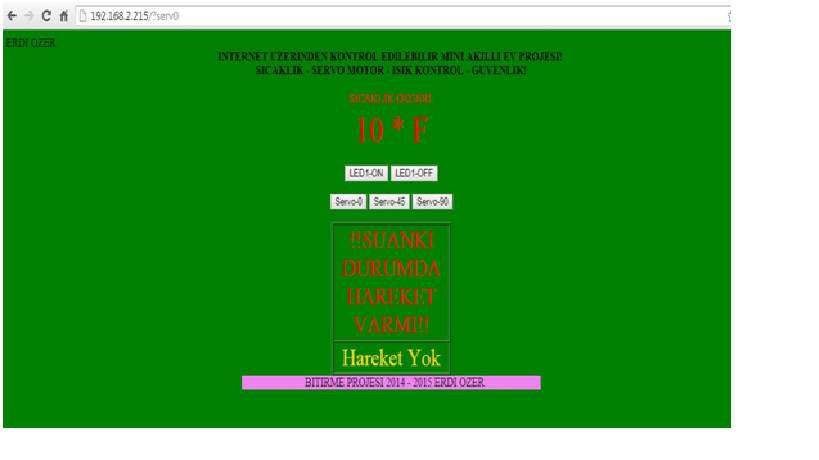 192.168.2.215/?serv0
ERDI OZER
INTERNET UZERINDEN KONTROL EDILEBILIR MINI AKILLI EV PROJESI!
SICAKLIK - SERVO MOTOR - ISIK KONTROL - GUVENLIK!
SICAKLIK DEGERI
10 * F
LED1-ON LED1-OFF
Servo-0 Servo-45 Servo-90
!!SUANKI
DURUMDA
HAREKET
VARMI!!
Hareket Yok
BITIRME PROJESI 2014 - 2015 ERDI OZER